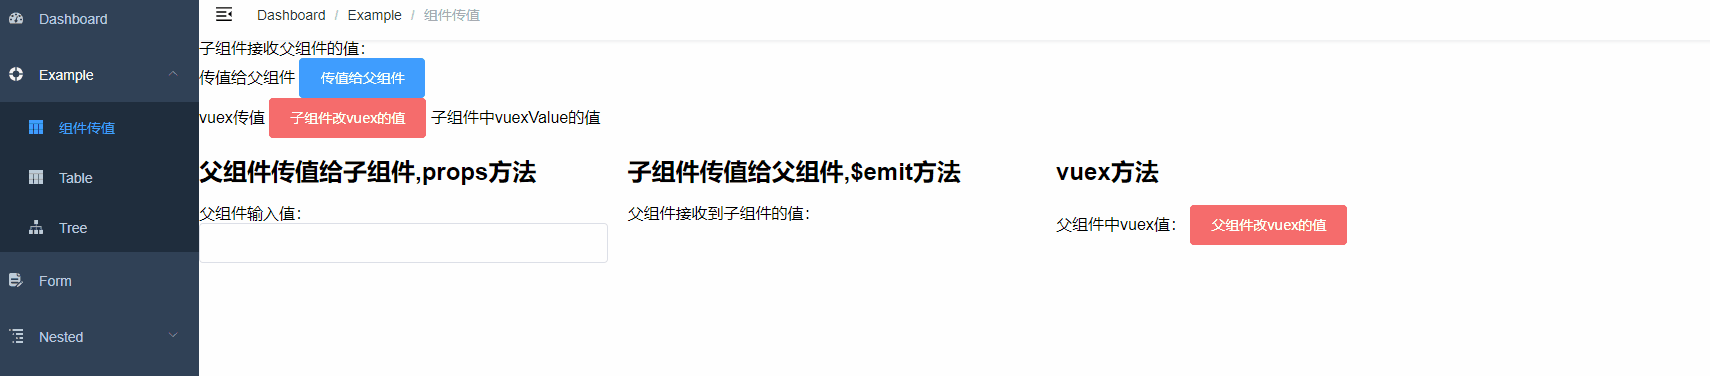 Dashboard
Example
组件传值
Table
Tree
Form
Nested
Dashboard / Example / 组件传值
子组件接收父组件的值：
传值给父组件 传值给父组件
vuex传值 子组件改vuex的值 子组件中vuexValue的值
父组件传值给子组件,props方法
父组件输入值：
子组件传值给父组件,$emit方法
父组件接收到子组件的值：
vuex方法
父组件中vuex值： 父组件改vuex的值